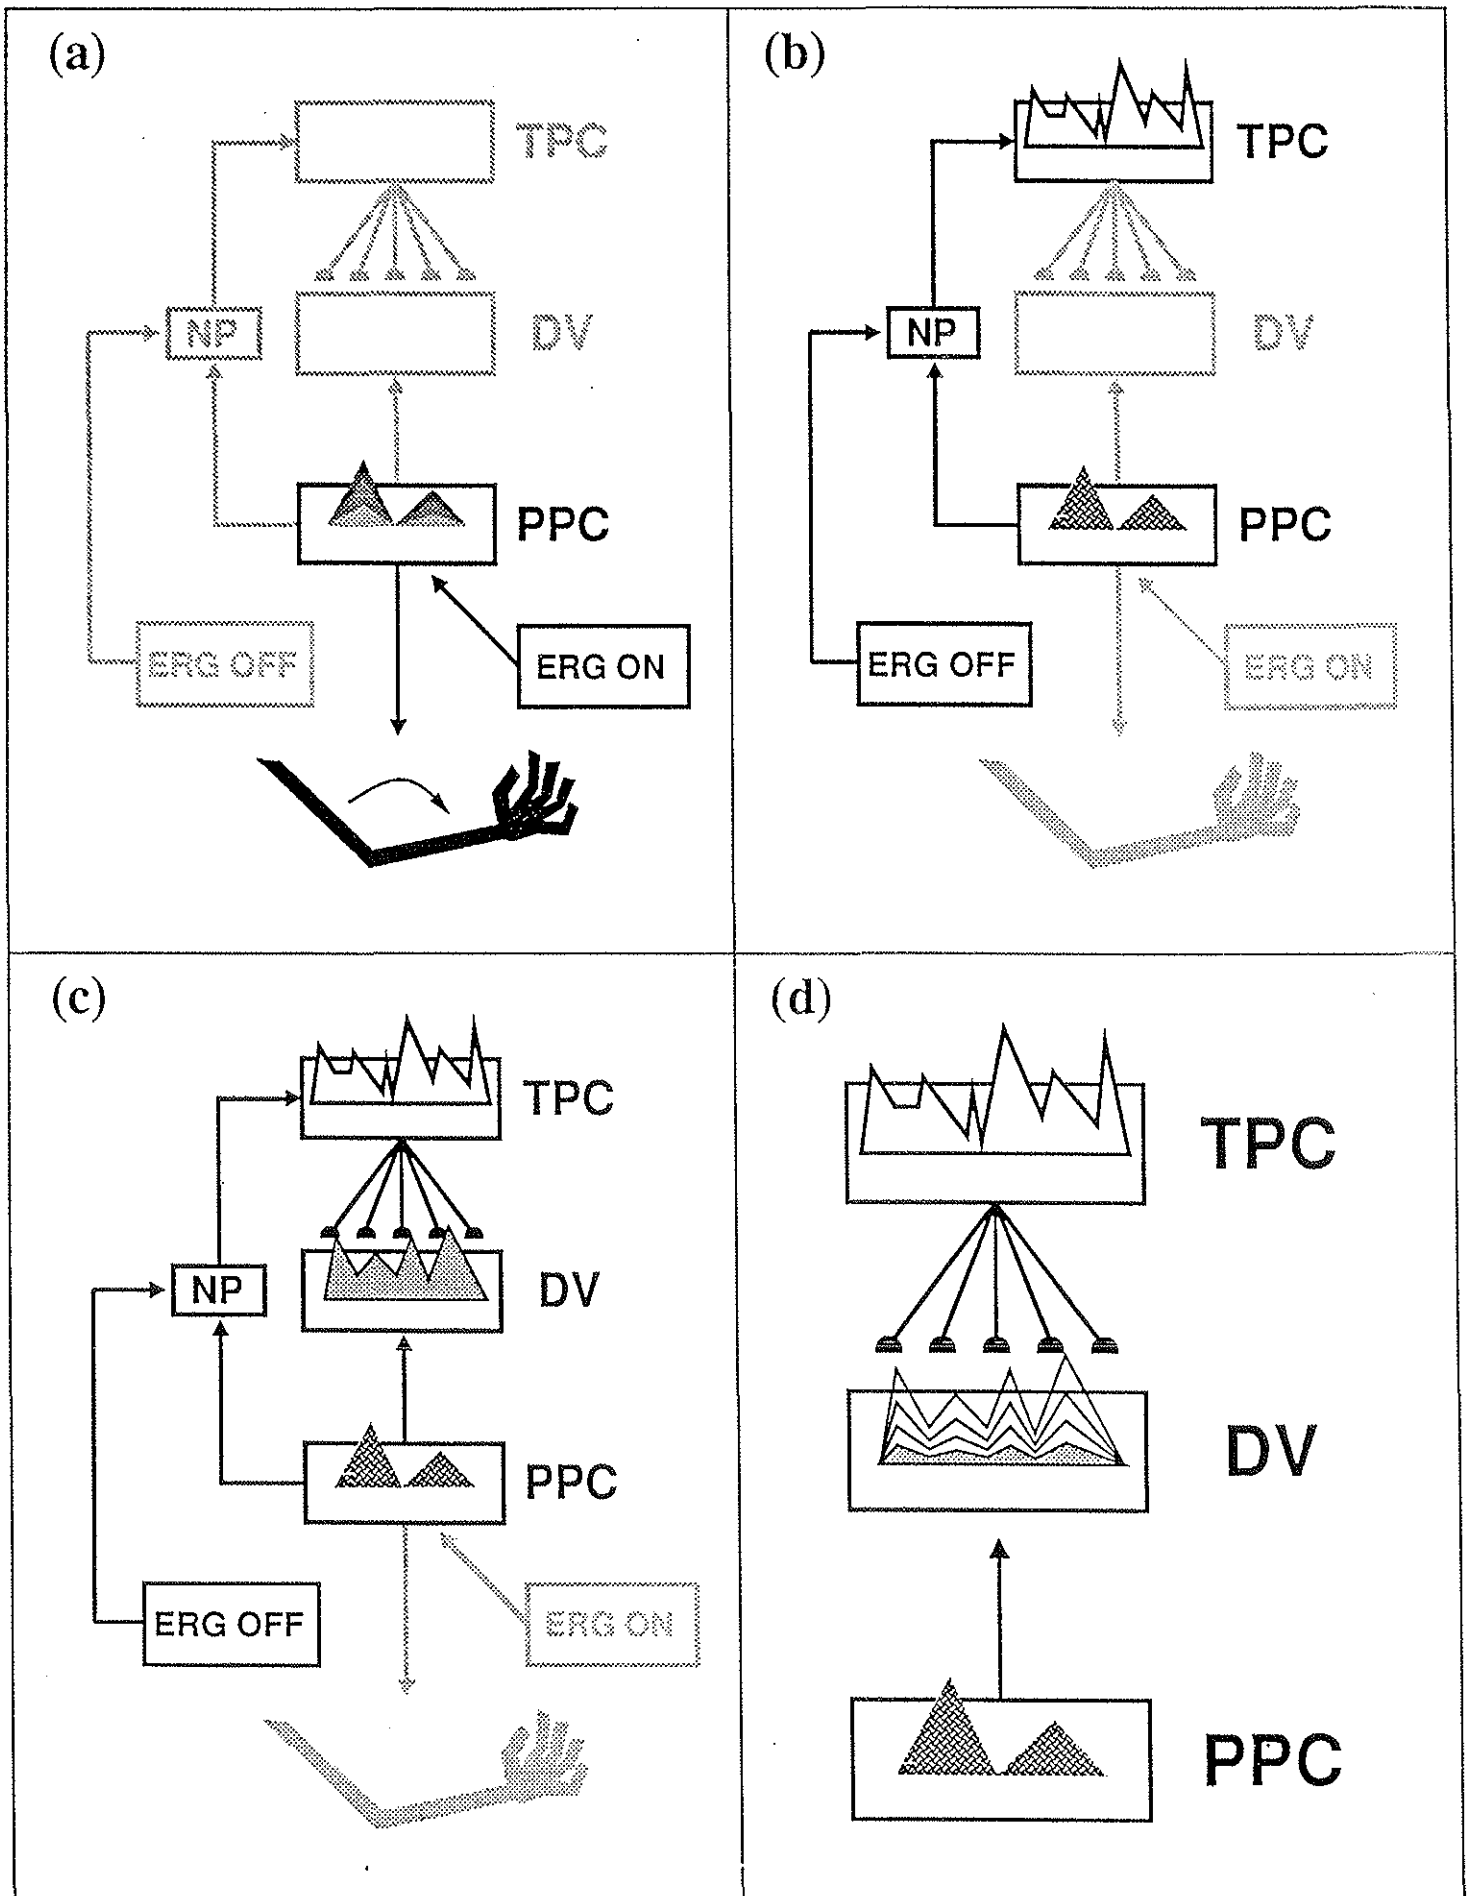 (a)
TPC
NP
DV
PPC
ERG OFF
ERG ON
(b)
TPC
NP
DV
PPC
ERG OFF
ERG ON
(c)
TPC
NP
DV
PPC
ERG OFF
ERG ON
(d)
TPC
DV
PPC